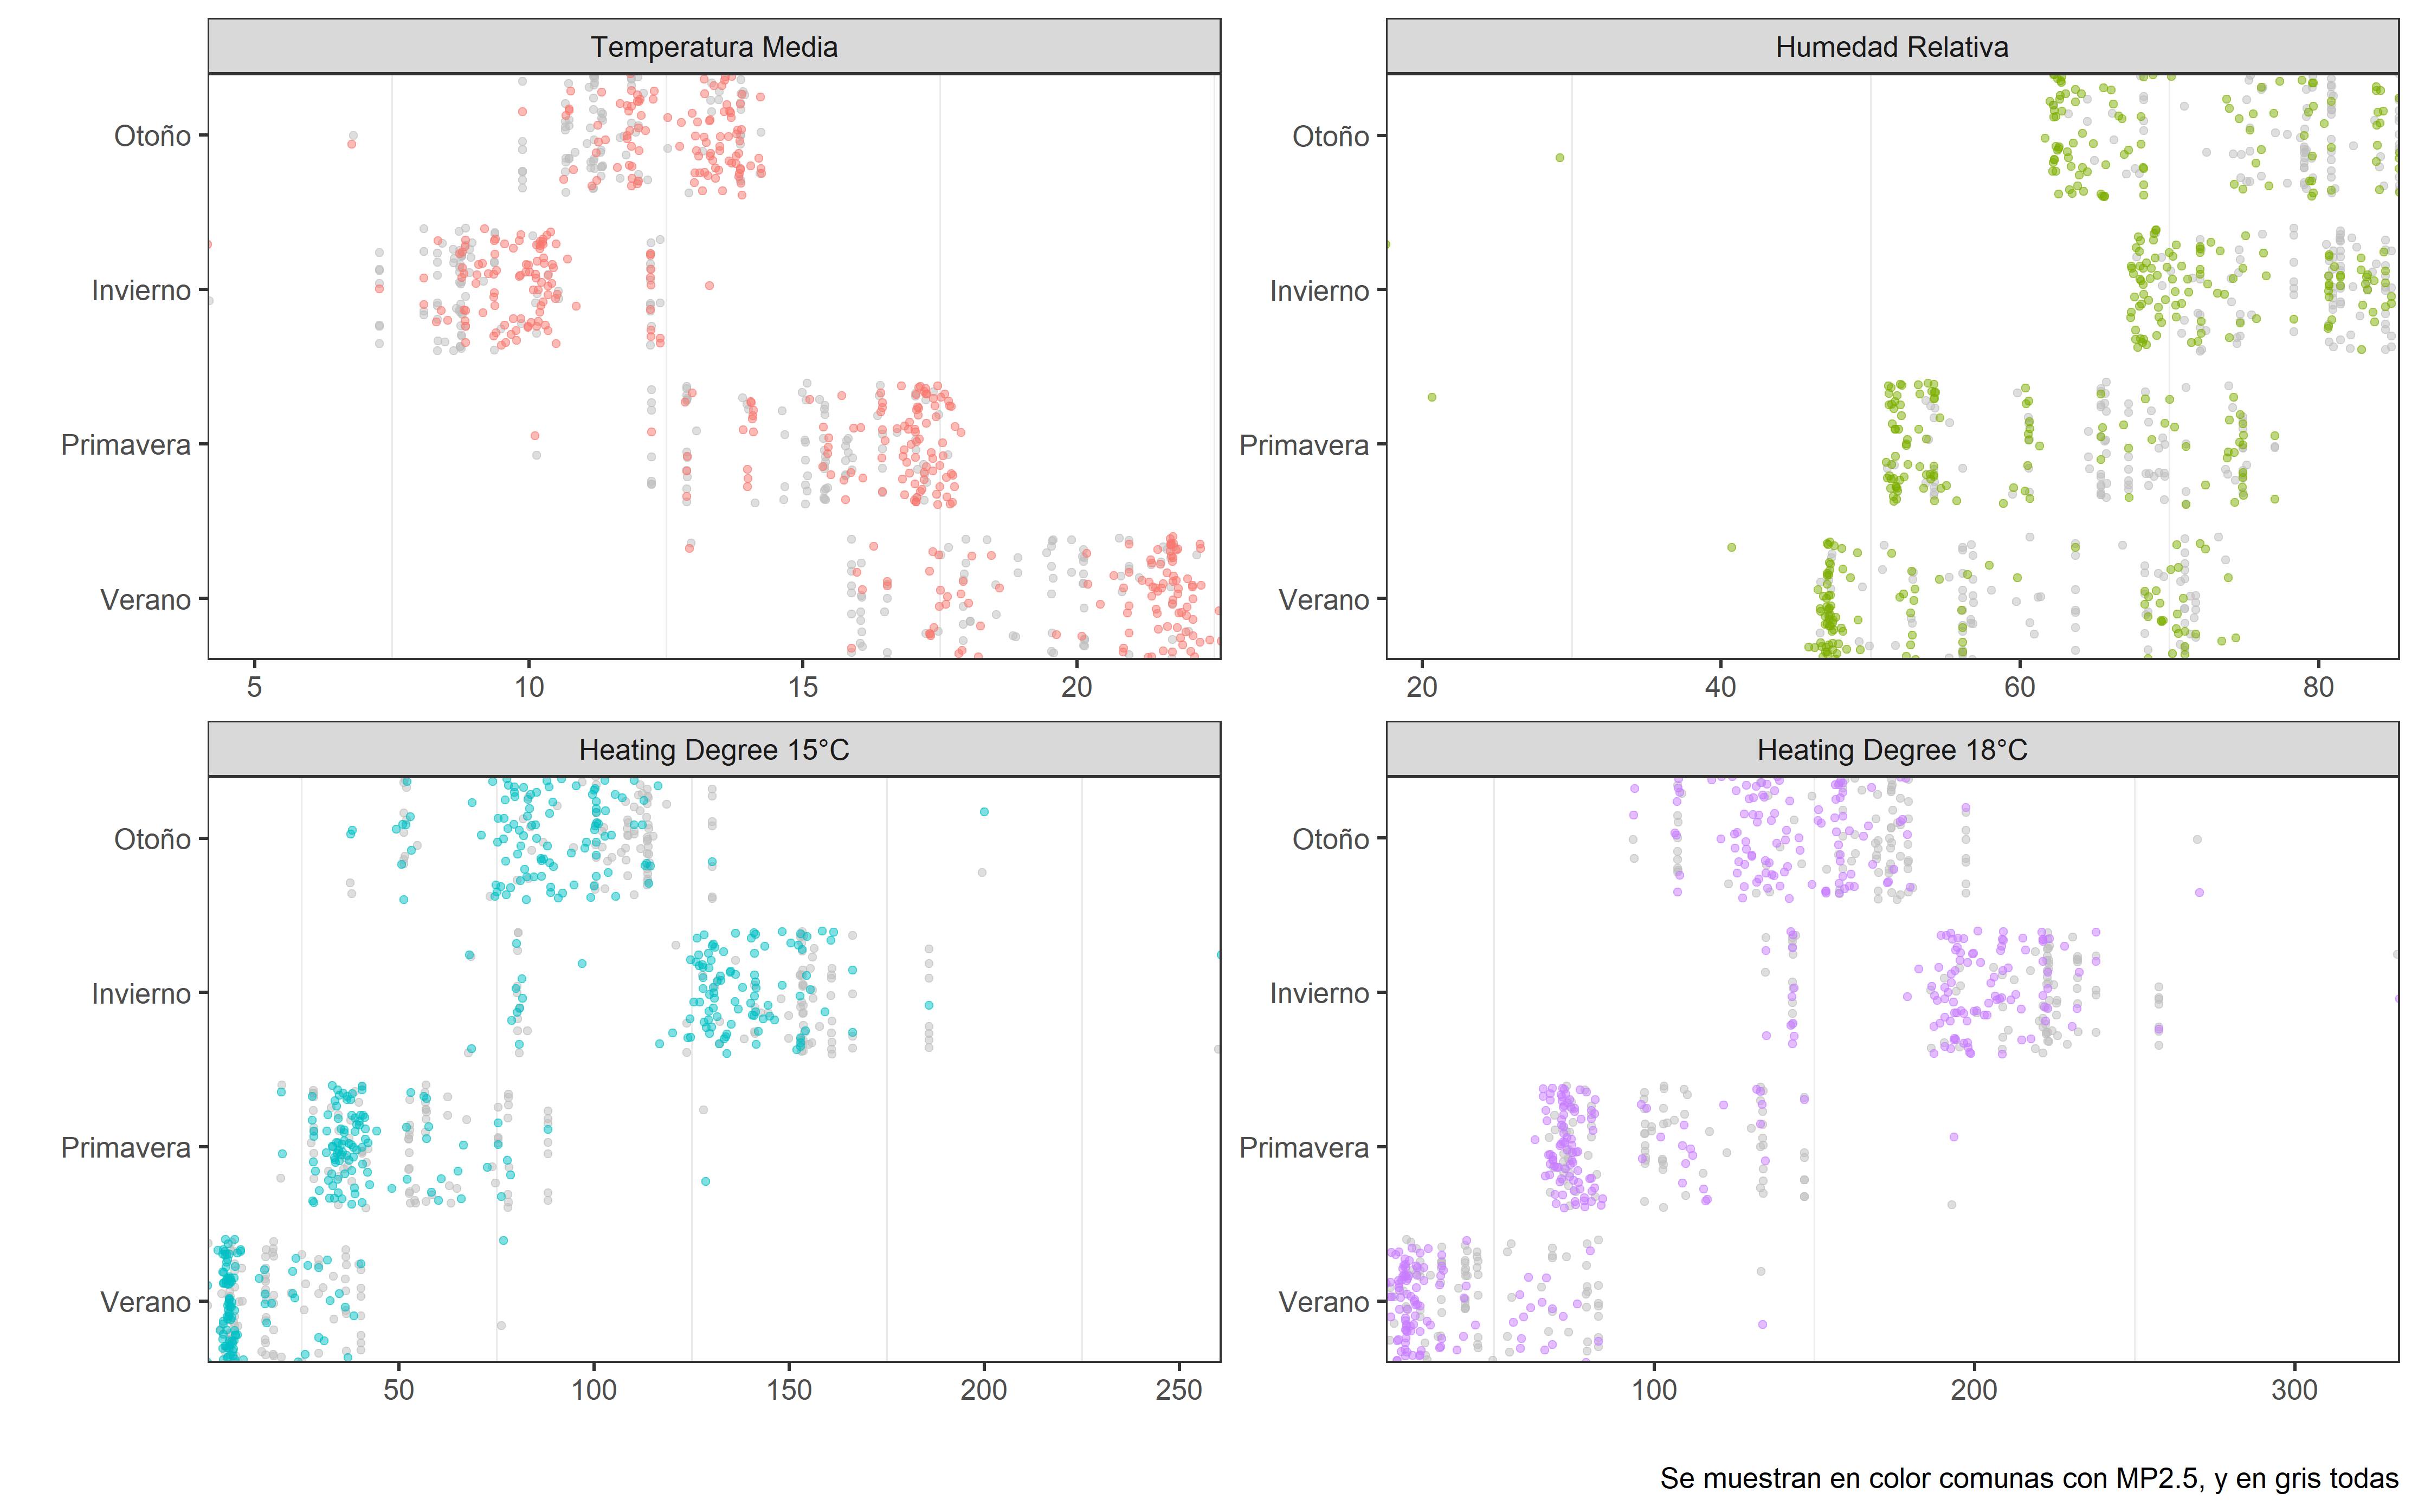 Temperatura Media
Otoño
Invierno
Primavera
Verano
5 10 15 20
Humedad Relativa
Otoño
Invierno
Primavera
Verano
20 40 60 80
Heating Degree 15°C
Otoño
Invierno
Primavera
Verano
50 100 150 200 250
Heating Degree 18°C
Otoño
Invierno
Primavera
Verano
100 200 300
Se muestran en color comunas con MP2.5, y en gris todas